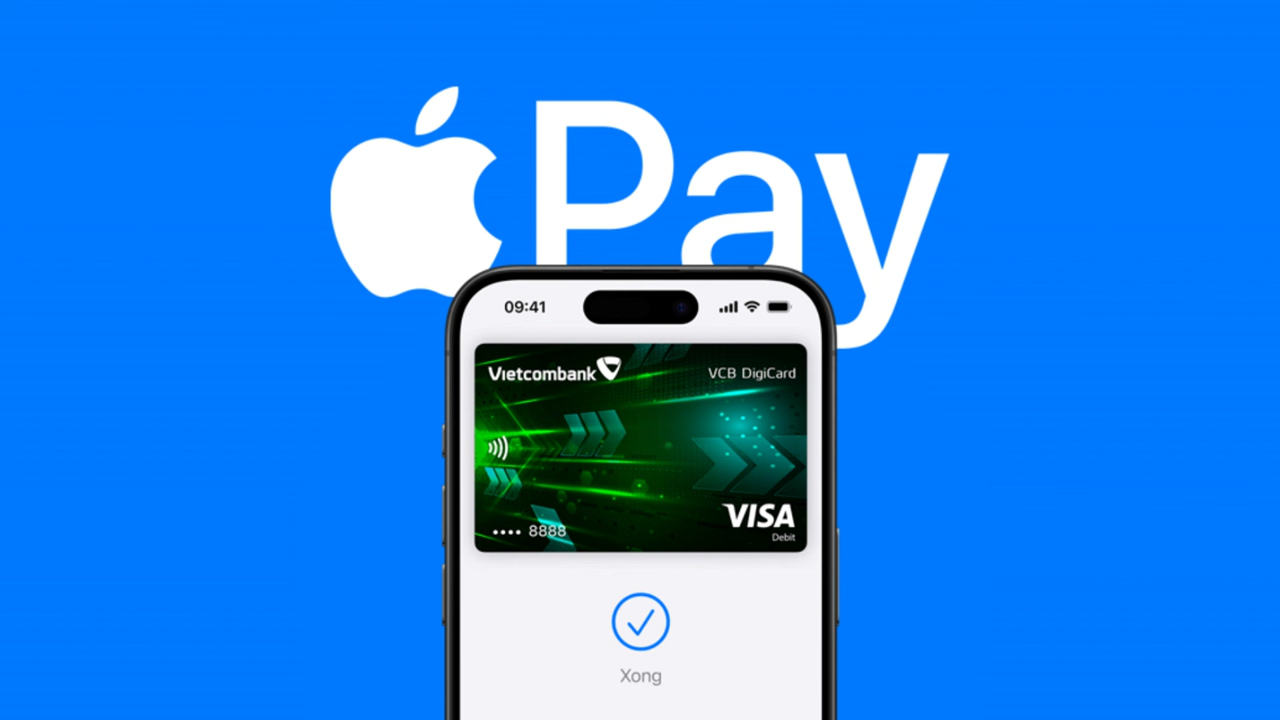 Pay
09:41
Vietcombank VCB DigiCard
•••• 8888
VISA
Debit
Xong